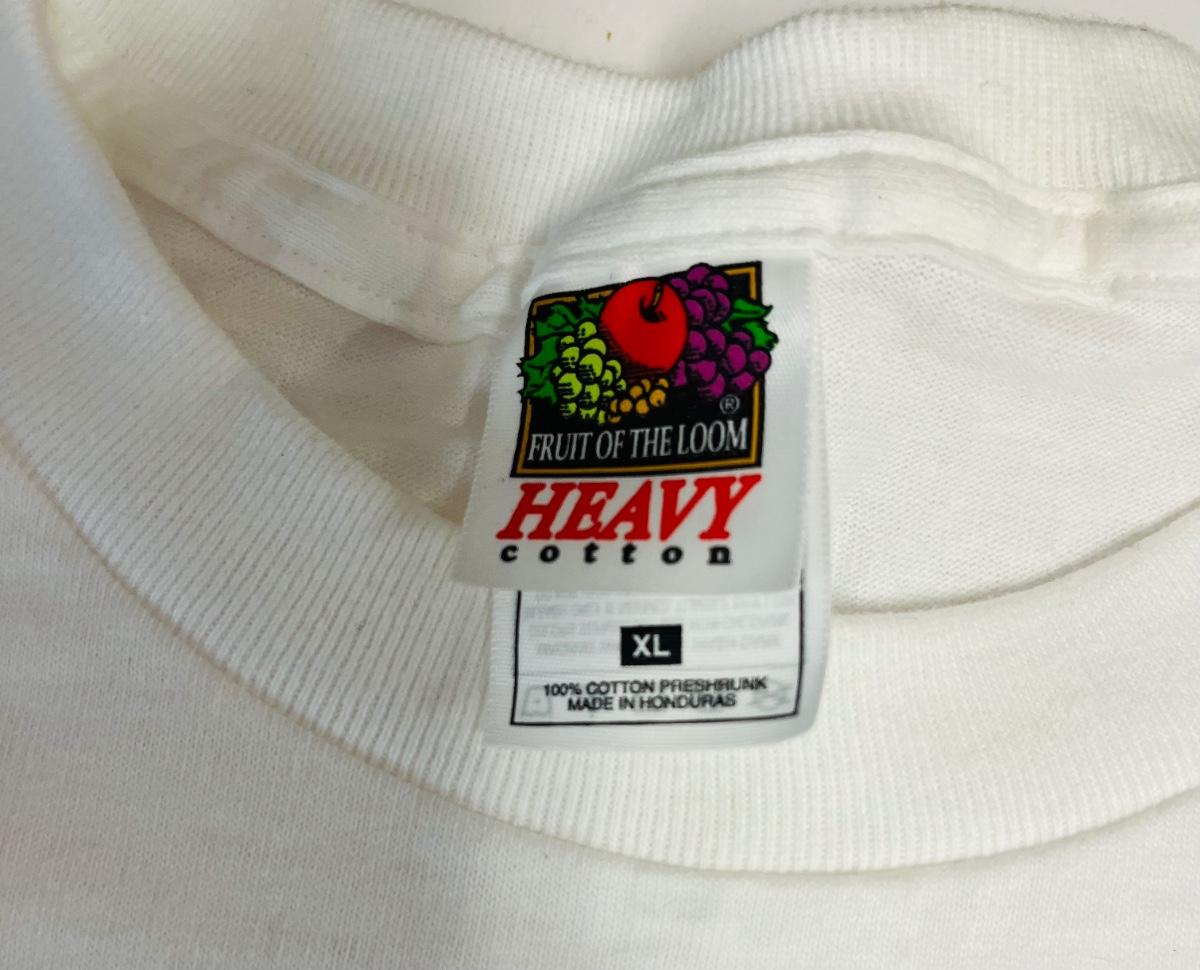 ®
FRUIT OF THE LOOM
HEAVY
cotton
XL
100% COTTON PRESHRUNK
MADE IN HONDURAS